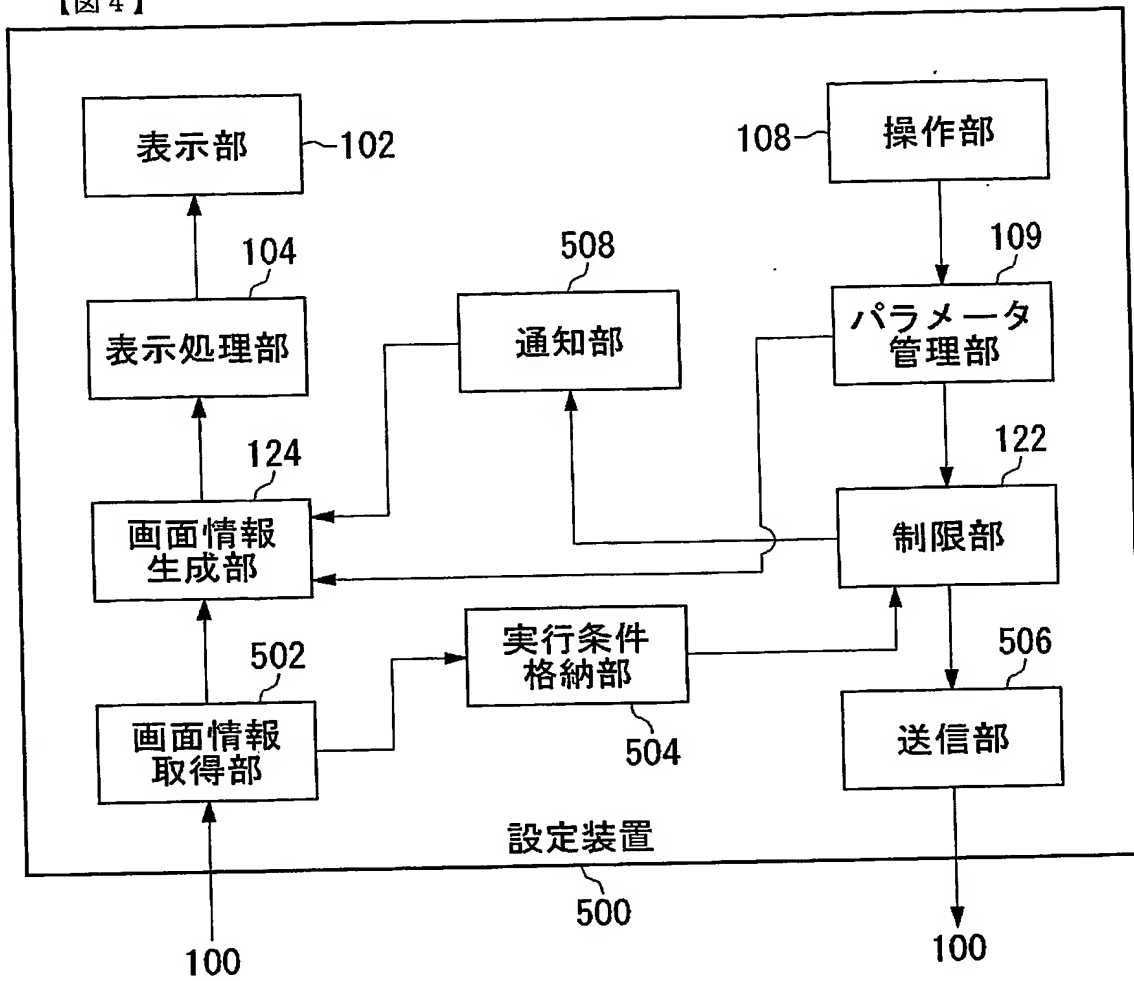 【図4】
表示部
102
108
操作部
104
508
109
表示処理部
通知部
パラメータ
管理部
124
122
画面情報
生成部
制限部
502
実行条件
格納部
506
画面情報
取得部
504
送信部
設定装置
500
100
100